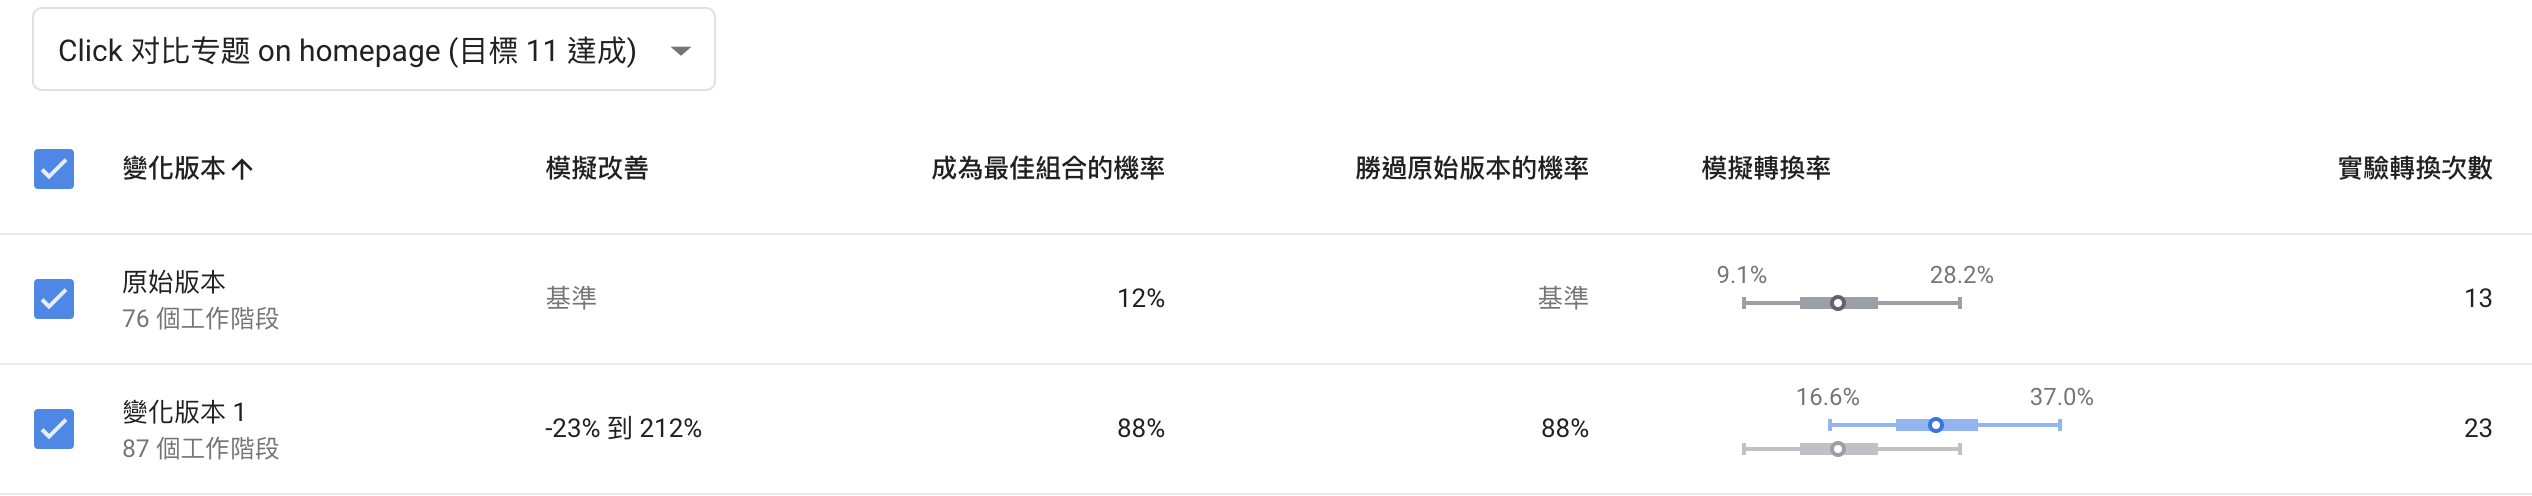 Click 对比专题 on homepage (目標 11 達成)
變化版本 模擬改善 成為最佳組合的機率 勝過原始版本的機率 模擬轉換率 實驗轉換次數
9.1% 28.2%
原始版本 基準 12% 基準 13
76 個工作階段
16.6% 37.0%
變化版本 1 -23% 到 212% 88% 88% 23
87 個工作階段